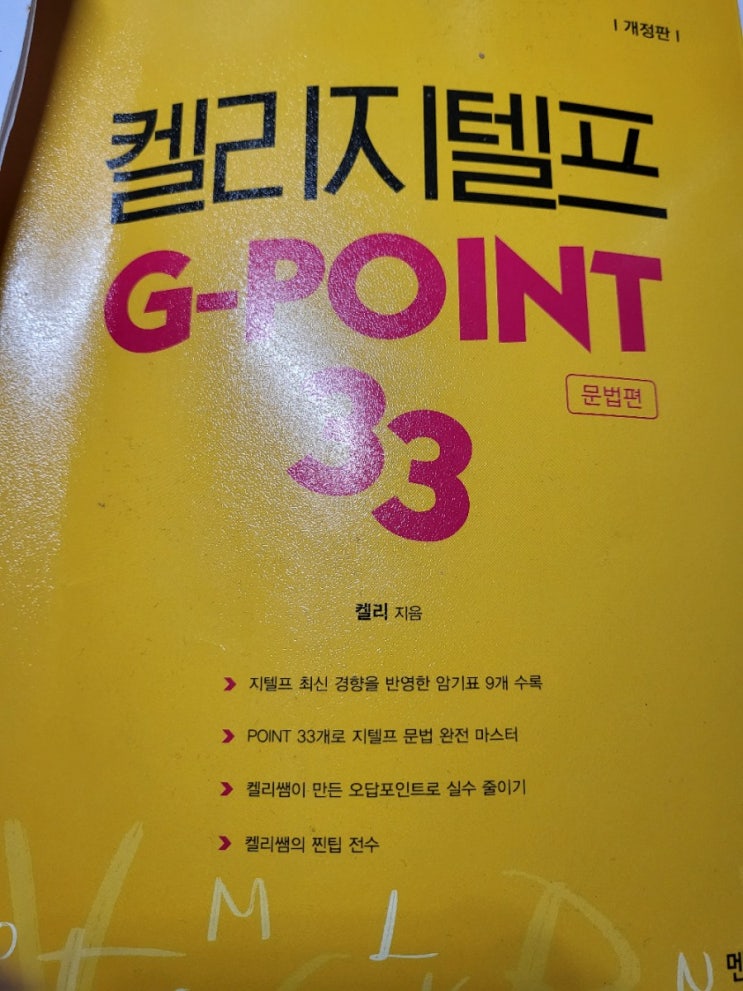 | 개정판 |
켈리지텔프
G-POINT
33
문법편
켈리 지음
지텔프 최신 경향을 반영한 암기표 9개 수록
POINT 33개로 지텔프 문법 완전 마스터
켈리쌤이 만든 오답포인트로 실수 줄이기
켈리쌤의 찐팁 전수
M
L
N
멘